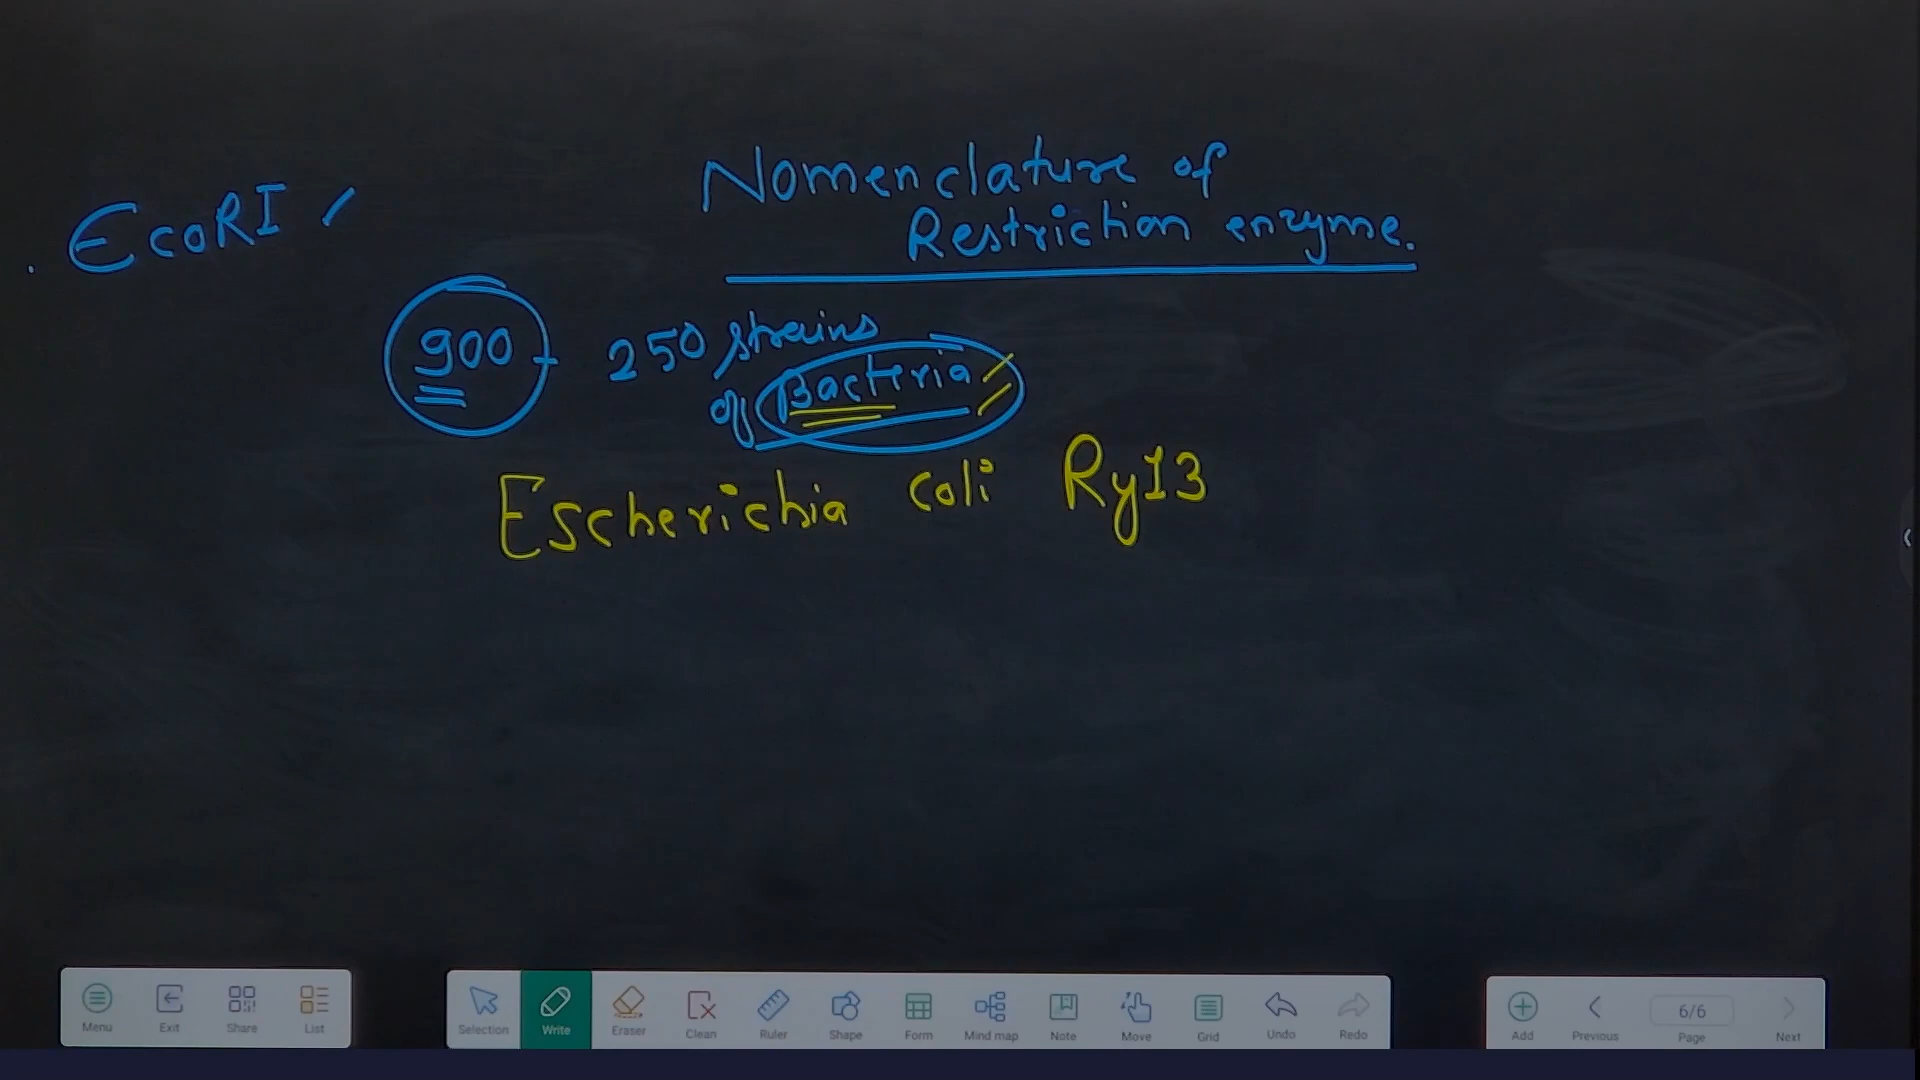 Nomenclature of
. EcoRI
Restriction enzyme.
900 - 250 strains
of Bacteria
Escherichia coli Ry13
Menu Exit Share List
Selection Write Eraser Clean Ruler Shape Form Mind map Note Move Grid Undo Redo
Add Previous 6/6 Page Next